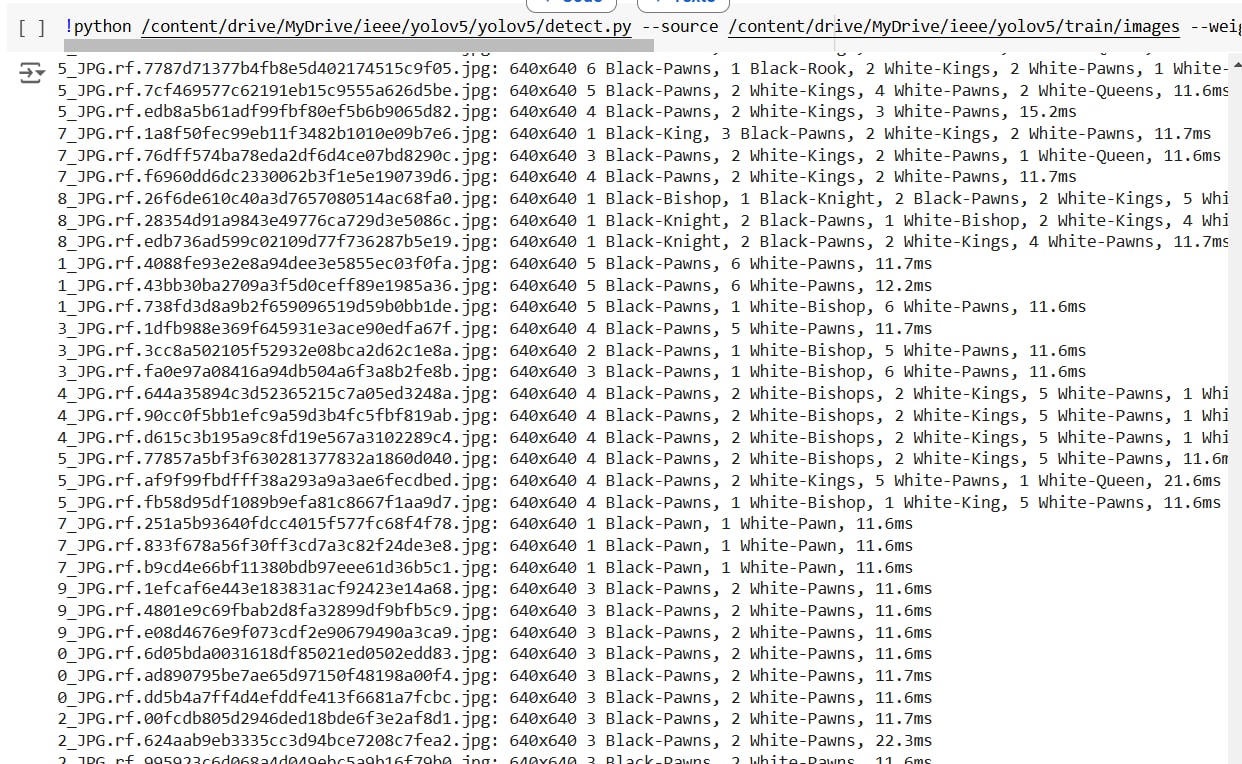 [ ] !python /content/drive/MyDrive/ieee/yolov5/yolov5/detect.py --source /content/drive/MyDrive/ieee/yolov5/train/images
5_JPG.rf.7787d71377b4fb8e5d402174515c9f05.jpg: 640x640 6 Black-Pawns, 1 Black-Rook, 2 White-Kings, 2 White-Pawns, 1 White-
5_JPG.rf.7cf469577c62191eb15c9555a626d5be.jpg: 640x640 5 Black-Pawns, 2 White-Kings, 4 White-Pawns, 2 White-Queens, 11.6ms
5_JPG.rf.edb8a5b61adf99fbf80ef5b6b9065d82.jpg: 640x640 4 Black-Pawns, 2 White-Kings, 3 White-Pawns, 15.2ms
7_JPG.rf.1a8f50fec99eb11f3482b1010e09b7e6.jpg: 640x640 1 Black-King, 3 Black-Pawns, 2 White-Kings, 2 White-Pawns, 11.7ms
7_JPG.rf.76dff574ba78eda2df6d4ce07bd8290c.jpg: 640x640 3 Black-Pawns, 2 White-Kings, 2 White-Pawns, 1 White-Queen, 11.6ms
7_JPG.rf.f6960dd6dc2330062b3f1e5e190739d6.jpg: 640x640 4 Black-Pawns, 2 White-Kings, 2 White-Pawns, 11.7ms
8_JPG.rf.26f6de610c40a3d7657080514ac68fa0.jpg: 640x640 1 Black-Bishop, 1 Black-Knight, 2 Black-Pawns, 2 White-Kings, 5 Whi
8_JPG.rf.28354d91a9843e49776ca729d3e5086c.jpg: 640x640 1 Black-Knight, 2 Black-Pawns, 1 White-Bishop, 2 White-Kings, 4 Whi
8_JPG.rf.edb736ad599c02109d77f736287b5e19.jpg: 640x640 1 Black-Knight, 2 Black-Pawns, 2 White-Kings, 4 White-Pawns, 11.7ms
1_JPG.rf.4088fe93e2e8a94dee3e5855ec03f0fa.jpg: 640x640 5 Black-Pawns, 6 White-Pawns, 11.7ms
1_JPG.rf.43bb30ba2709a3f5d0ceff89e1985a36.jpg: 640x640 5 Black-Pawns, 6 White-Pawns, 12.2ms
1_JPG.rf.738fd3d8a9b2f659096519d59b0bb1de.jpg: 640x640 5 Black-Pawns, 1 White-Bishop, 6 White-Pawns, 11.6ms
3_JPG.rf.1dfb988e369f645931e3ace90edfa67f.jpg: 640x640 4 Black-Pawns, 5 White-Pawns, 11.7ms
3_JPG.rf.3cc8a502105f52932e08bca2d62c1e8a.jpg: 640x640 2 Black-Pawns, 1 White-Bishop, 5 White-Pawns, 11.6ms
3_JPG.rf.fa0e97a08416a94db504a6f3a8b2fe8b.jpg: 640x640 3 Black-Pawns, 1 White-Bishop, 6 White-Pawns, 11.6ms
4_JPG.rf.644a35894c3d52365215c7a05ed3248a.jpg: 640x640 4 Black-Pawns, 2 White-Bishops, 2 White-Kings, 5 White-Pawns, 1 Whi
4_JPG.rf.90cc0f5bb1efc9a59d3b4fc5fbf819ab.jpg: 640x640 4 Black-Pawns, 2 White-Bishops, 2 White-Kings, 5 White-Pawns, 1 Whi
4_JPG.rf.d615c3b195a9c8fd19e567a3102289c4.jpg: 640x640 4 Black-Pawns, 2 White-Bishops, 2 White-Kings, 5 White-Pawns, 1 Whi
5_JPG.rf.77857a5bf3f630281377832a1860d040.jpg: 640x640 4 Black-Pawns, 2 White-Bishops, 2 White-Kings, 5 White-Pawns, 11.6m
5_JPG.rf.af9f99fbdfff38a293a9a3ae6fecdbed.jpg: 640x640 4 Black-Pawns, 2 White-Kings, 5 White-Pawns, 1 White-Queen, 21.6ms
5_JPG.rf.fb58d95df1089b9efa81c8667f1aa9d7.jpg: 640x640 4 Black-Pawns, 1 White-Bishop, 1 White-King, 5 White-Pawns, 11.6ms
7_JPG.rf.251a5b93640fdcc4015f577fc68f4f78.jpg: 640x640 1 Black-Pawn, 1 White-Pawn, 11.6ms
7_JPG.rf.833f678a56f30ff3cd7a3c82f24de3e8.jpg: 640x640 1 Black-Pawn, 1 White-Pawn, 11.6ms
7_JPG.rf.b9cd4e66bf11380bdb97eee61d36b5c1.jpg: 640x640 1 Black-Pawn, 1 White-Pawn, 11.6ms
9_JPG.rf.1efcaf6e443e183831acf92423e14a68.jpg: 640x640 3 Black-Pawns, 2 White-Pawns, 11.6ms
9_JPG.rf.4801e9c69fbab2d8fa32899df9bfb5c9.jpg: 640x640 3 Black-Pawns, 2 White-Pawns, 11.6ms
9_JPG.rf.e08d4676e9f073cdf2e90679490a3ca9.jpg: 640x640 3 Black-Pawns, 2 White-Pawns, 11.6ms
0_JPG.rf.6d05bda0031618df85021ed0502edd83.jpg: 640x640 3 Black-Pawns, 2 White-Pawns, 11.6ms
0_JPG.rf.ad890795be7ae65d97150f48198a00f4.jpg: 640x640 3 Black-Pawns, 2 White-Pawns, 11.7ms
0_JPG.rf.dd5b4a7ff4d4efddfe413f6681a7fcbc.jpg: 640x640 3 Black-Pawns, 2 White-Pawns, 11.6ms
2_JPG.rf.00fcdb805d2946ded18bde6f3e2af8d1.jpg: 640x640 3 Black-Pawns, 2 White-Pawns, 11.7ms
2_JPG.rf.624aab9eb3335cc3d94bce7208c7fea2.jpg: 640x640 3 Black-Pawns, 2 White-Pawns, 22.3ms